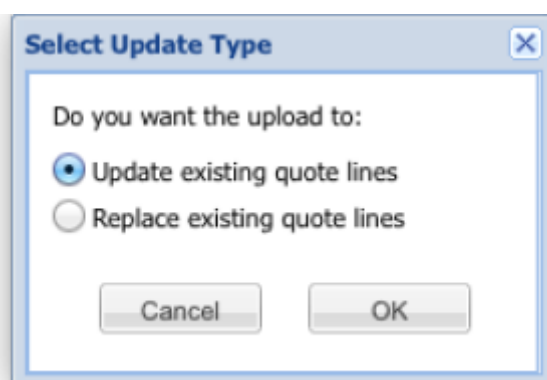 Select Update Type
Do you want the upload to:
Update existing quote lines
Replace existing quote lines
Cancel OK